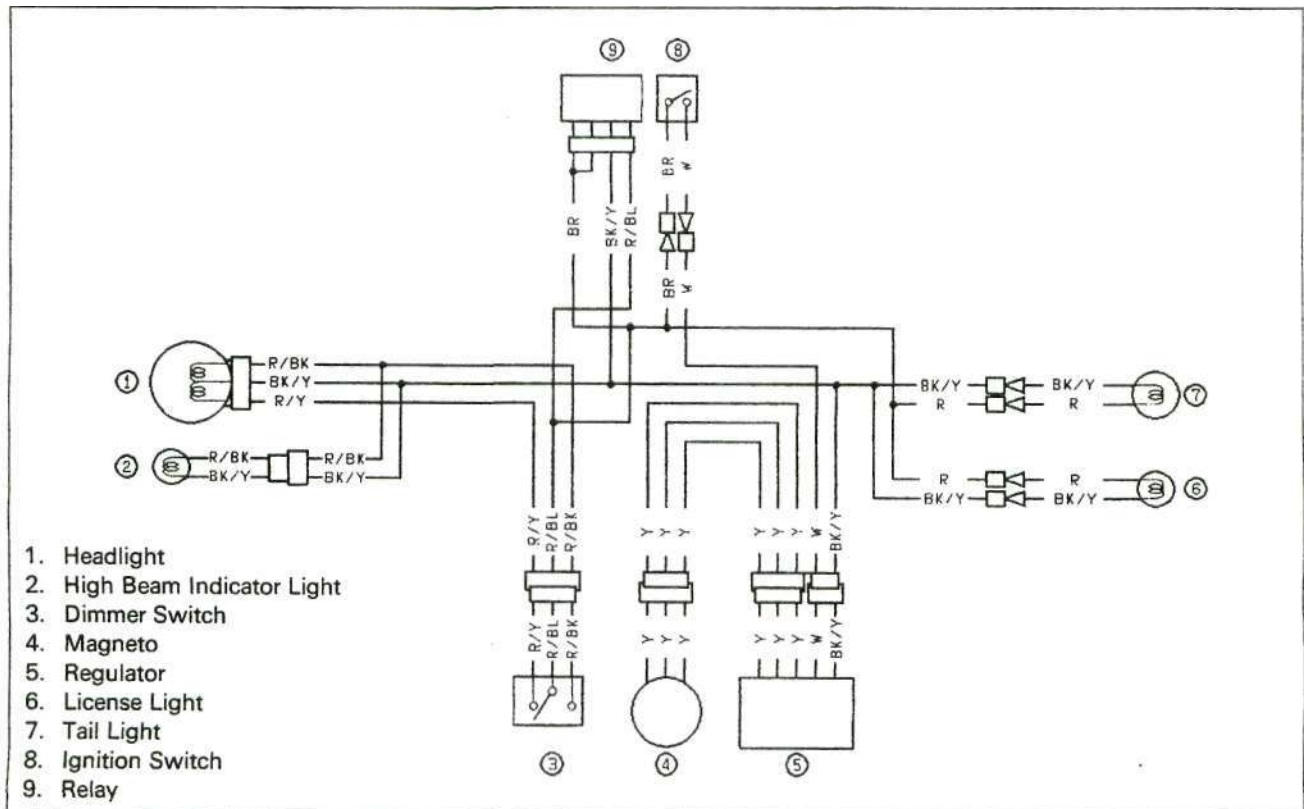 9 8
BR W
BR BK/Y R/BL
BR W
1
R/BK
BK/Y
R/Y
BK/Y BK/Y
R R
7
2
R/BK R/BK
BK/Y BK/Y
R R
BK/Y BK/Y
6
R/Y R/BL R/BK Y Y Y Y Y Y W BK/Y
R/Y R/BL R/BK Y Y Y Y Y Y W BK/Y
3 4 5
1. Headlight
2. High Beam Indicator Light
3. Dimmer Switch
4. Magneto
5. Regulator
6. License Light
7. Tail Light
8. Ignition Switch
9. Relay